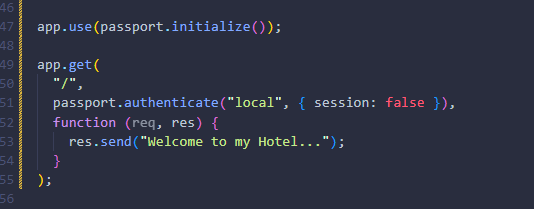 46
47 app.use(passport.initialize());
48
49 app.get(
50   "/",
51   passport.authenticate("local", { session: false }),
52   function (req, res) {
53     res.send("Welcome to my Hotel...");
54   }
55 );
56